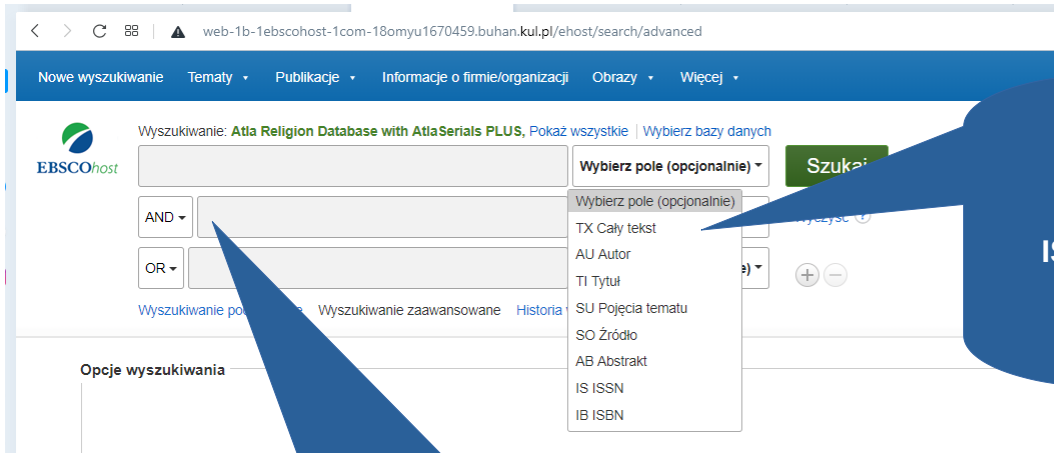 web-1b-1ebscohost-1com-18omyu1670459.buhan.kul.pl/ehost/search/advanced
Nowe wyszukiwanie Tematy Publikacje Informacje o firmie/organizacji Obrazy Więcej
Wyszukiwanie: Atla Religion Database with AtlaSerials PLUS, Pokaż wszystkie | Wybierz bazy danych
EBSCOhost
Wybierz pole (opcjonalnie) Szukaj
AND
Wybierz pole (opcjonalnie)
TX Cały tekst
AU Autor
OR
TI Tytuł
SU Pojęcia tematu
Wyszukiwanie Wyszukiwanie zaawansowane Historia
SO Źródło
AB Abstrakt
Opcje wyszukiwania
IS ISSN
IB ISBN